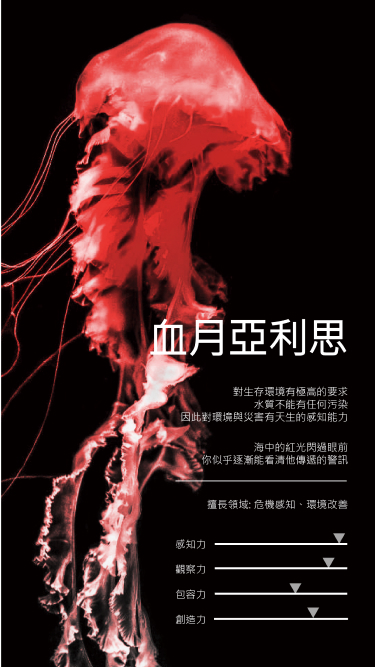 血月亞利思
對生存環境有極高的要求
水質不能有任何污染
因此對環境與災害有天生的感知能力
海中的紅光閃過眼前
你似乎逐漸能看清他傳遞的警訊
擅長領域: 危機感知、環境改善
感知力
觀察力
包容力
創造力